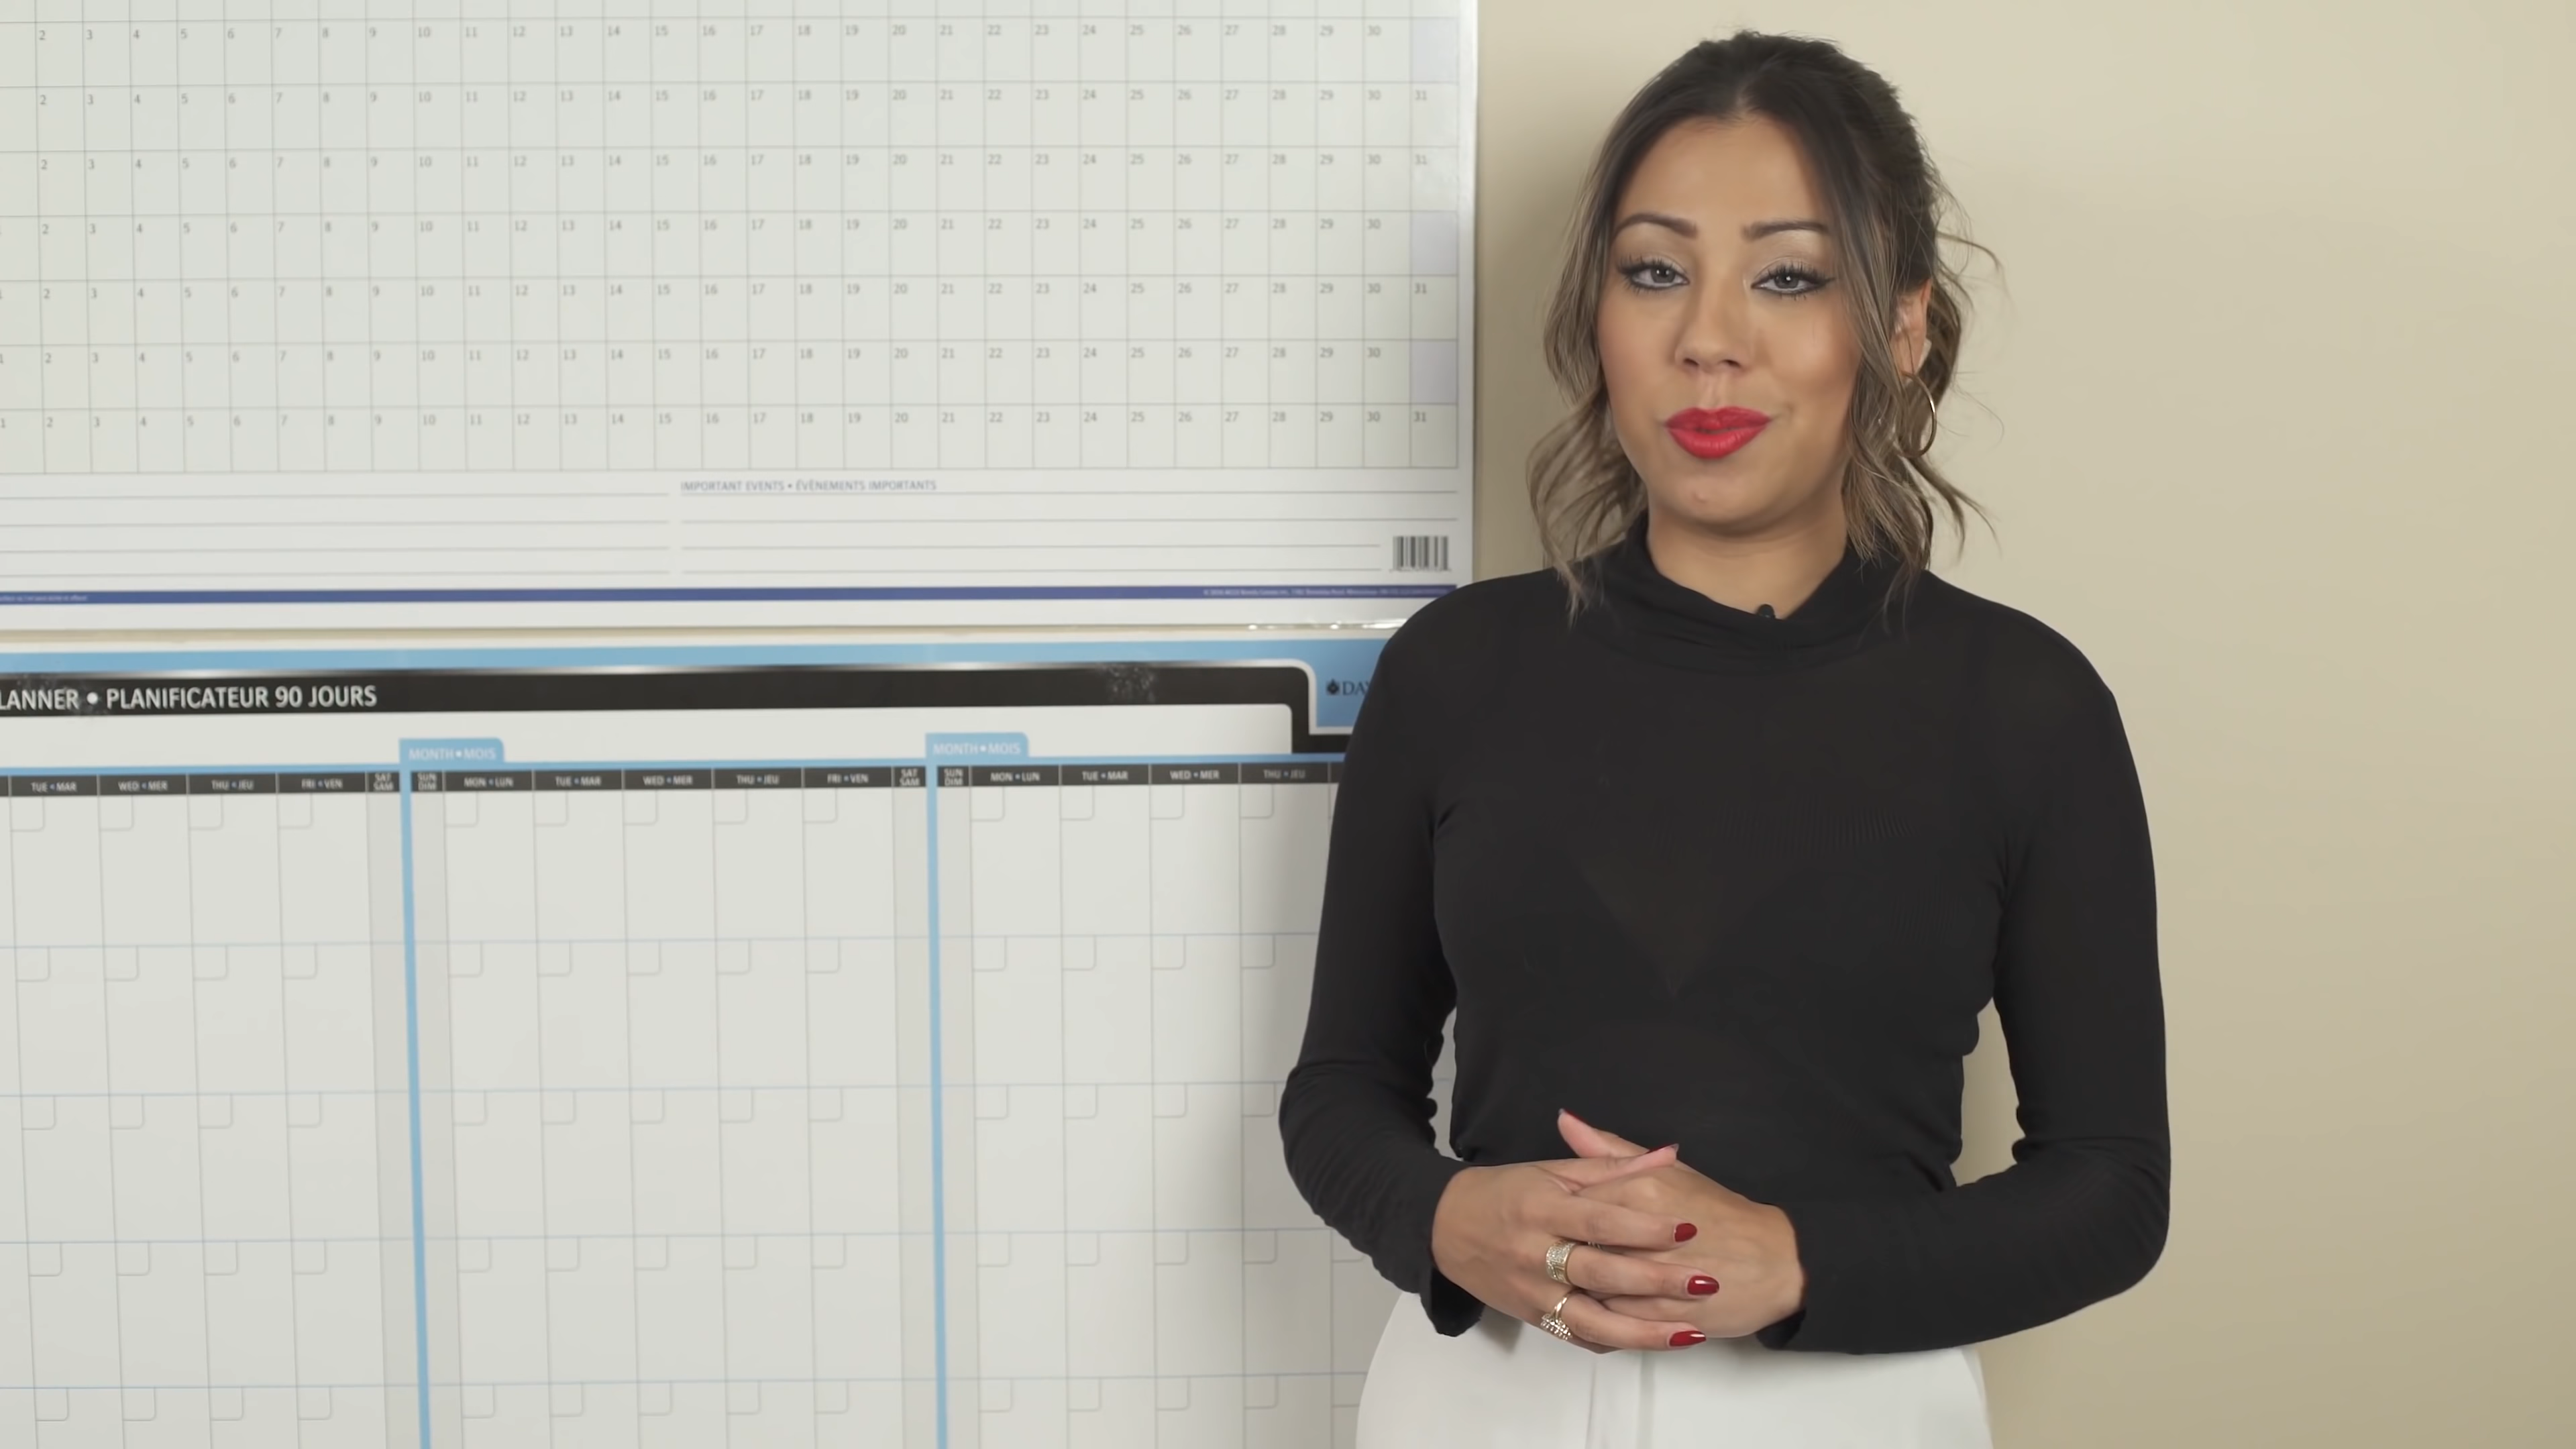 2 3 4 5 6 7 8 9 10 11 12 13 14 15 16 17 18 19 20 21 22 23 24 25 26 27 28 29 30
2 3 4 5 6 7 8 9 10 11 12 13 14 15 16 17 18 19 20 21 22 23 24 25 26 27 28 29 30 31
2 3 4 5 6 7 8 9 10 11 12 13 14 15 16 17 18 19 20 21 22 23 24 25 26 27 28 29 30 31
2 3 4 5 6 7 8 9 10 11 12 13 14 15 16 17 18 19 20 21 22 23 24 25 26 27 28 29 30
1 2 3 4 5 6 7 8 9 10 11 12 13 14 15 16 17 18 19 20 21 22 23 24 25 26 27 28 29 30 31
1 2 3 4 5 6 7 8 9 10 11 12 13 14 15 16 17 18 19 20 21 22 23 24 25 26 27 28 29 30
1 2 3 4 5 6 7 8 9 10 11 12 13 14 15 16 17 18 19 20 21 22 23 24 25 26 27 28 29 30 31
IMPORTANT EVENTS • ÉVÉNEMENTS IMPORTANTS
LANNER • PLANIFICATEUR 90 JOURS
DAY
MONTH • MOIS
MONTH • MOIS
TUE • MAR WED • MER THU • JEU FRI • VEN SAT SAM SUN DIM MON • LUN TUE • MAR WED • MER THU • JEU FRI • VEN SAT SAM SUN DIM MON • LUN TUE • MAR WED • MER THU • JEU